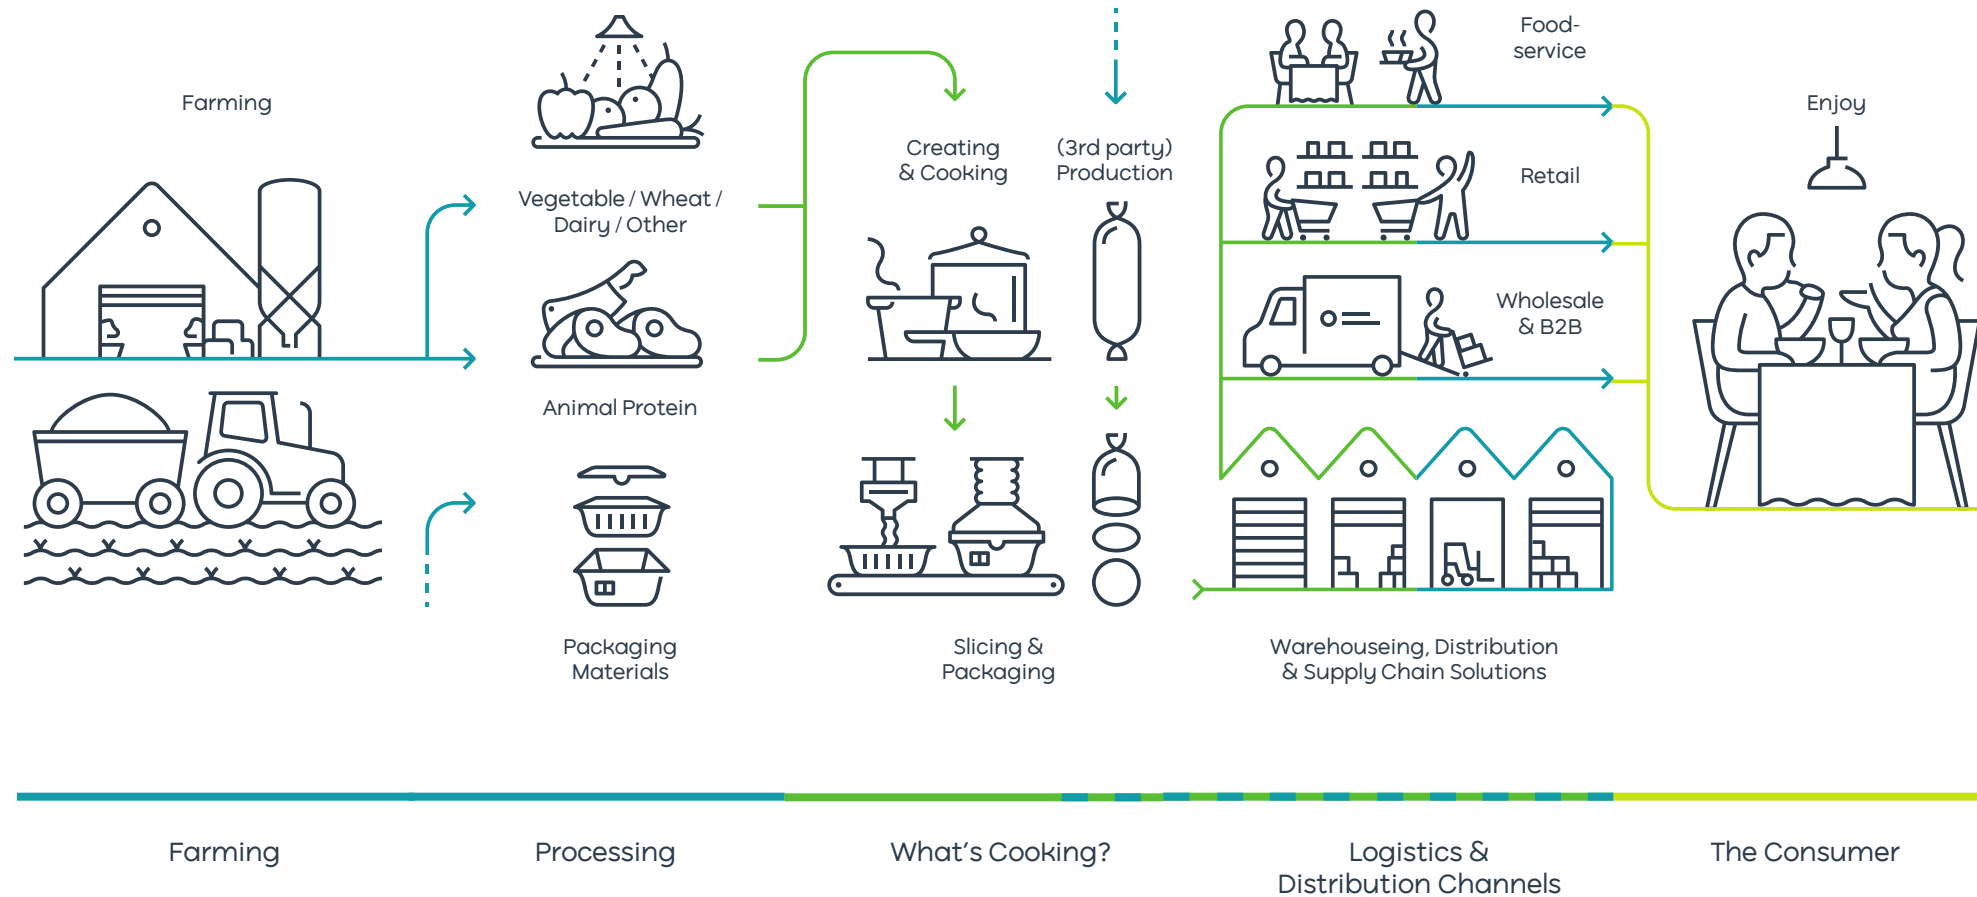 Farming
Vegetable / Wheat /
Dairy / Other
Animal Protein
Packaging
Materials
Creating
& Cooking
(3rd party)
Production
Slicing &
Packaging
Food-
service
Retail
Wholesale
& B2B
Warehouseing, Distribution
& Supply Chain Solutions
Enjoy
Farming
Processing
What's Cooking?
Logistics &
Distribution Channels
The Consumer